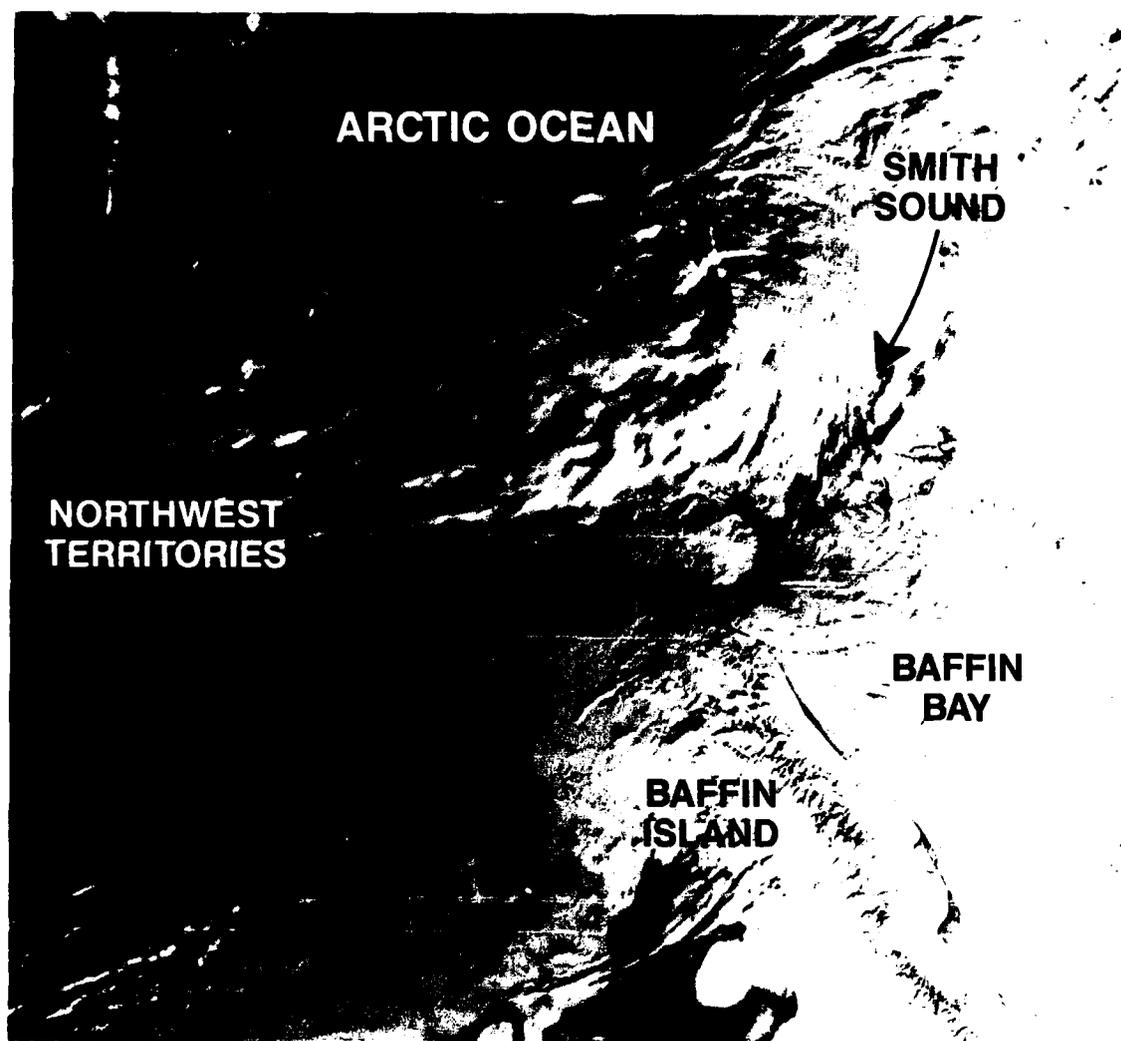 ARCTIC OCEAN
SMITH
SOUND
NORTHWEST
TERRITORIES
BAFFIN
BAY
BAFFIN
ISLAND